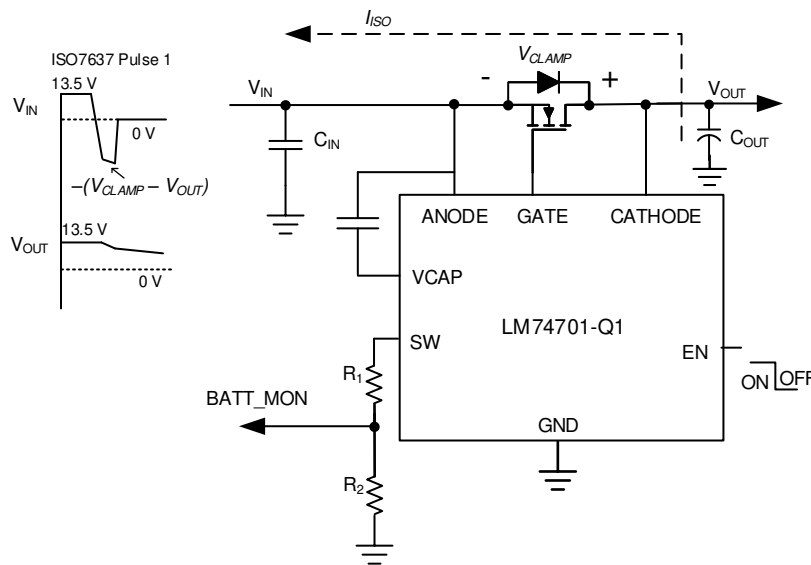 I_ISO
ISO7637 Pulse 1
13.5 V
V_IN
0 V
–(V_CLAMP – V_OUT)
V_OUT
13.5 V
0 V
V_IN
V_CLAMP
- +
V_OUT
C_IN
C_OUT
ANODE GATE CATHODE
VCAP
LM74701-Q1
SW
EN
ON OFF
R_1
BATT_MON
GND
R_2